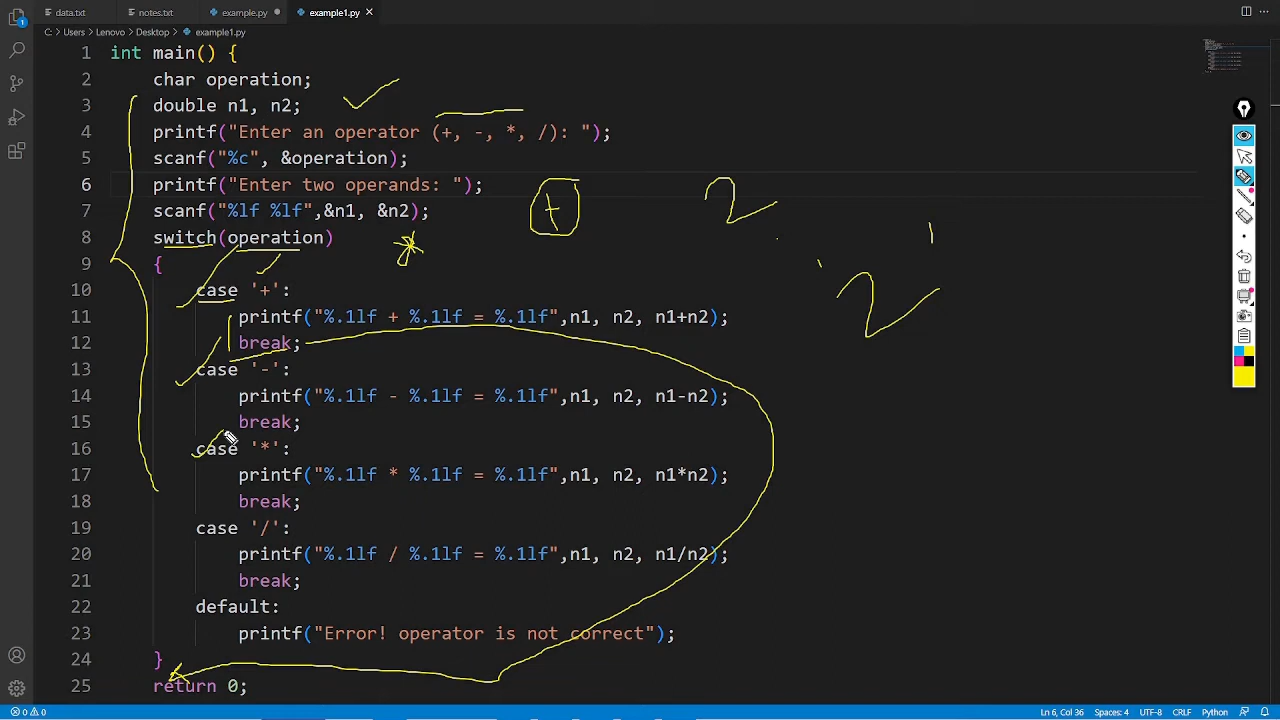 data.txt notes.txt example.py example1.py
C: > Users > Lenovo > Desktop > example1.py
1 int main() {
2 char operation;
3 double n1, n2;
4 printf("Enter an operator (+, -, *, /): ");
5 scanf("%c", &operation);
6 printf("Enter two operands: ");
7 scanf("%lf %lf",&n1, &n2);
+
2
8 switch(operation)
*
1
9 {
2
10 case '+':
11 printf("%.1lf + %.1lf = %.1lf",n1, n2, n1+n2);
12 break;
13 case '-':
14 printf("%.1lf - %.1lf = %.1lf",n1, n2, n1-n2);
15 break;
16 case '*':
17 printf("%.1lf * %.1lf = %.1lf",n1, n2, n1*n2);
18 break;
19 case '/':
20 printf("%.1lf / %.1lf = %.1lf",n1, n2, n1/n2);
21 break;
22 default:
23 printf("Error! operator is not correct");
24 }
25 return 0;
0 0 Ln 6, Col 36 Spaces: 4 UTF-8 CRLF Python